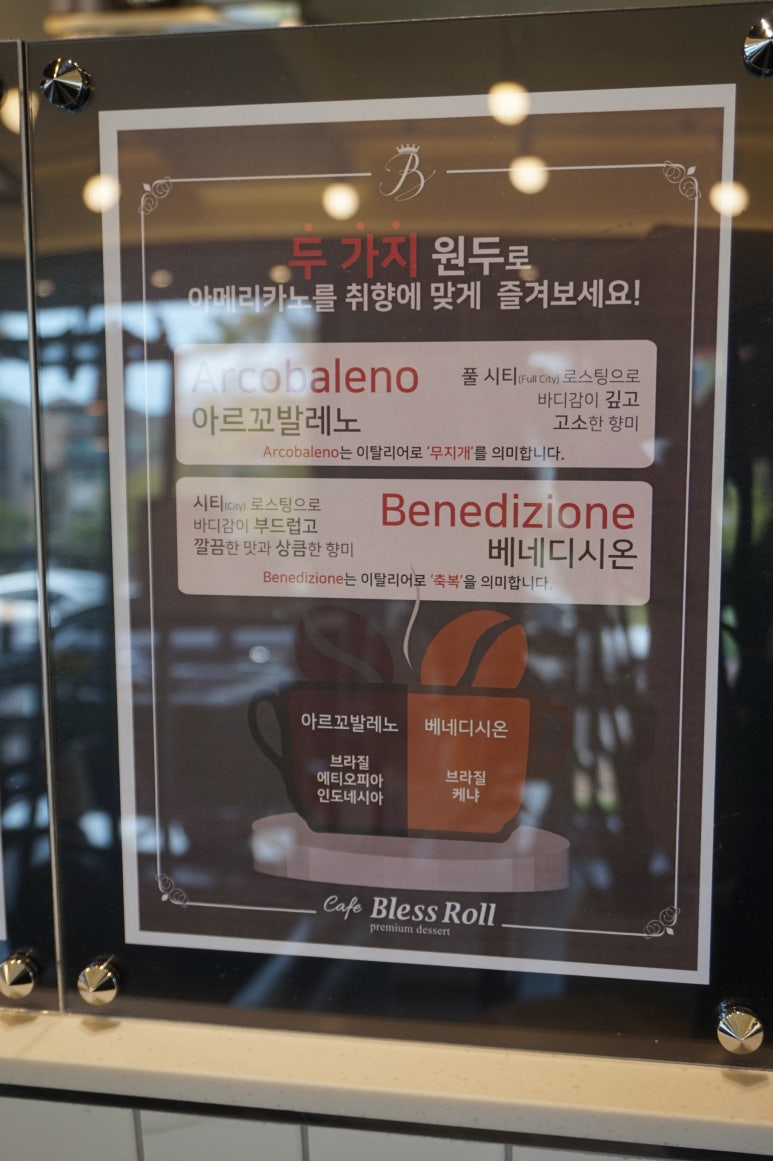 B
두 가지 원두로
아메리카노를 취향에 맞게 즐겨보세요!
Arcobaleno
아르꼬발레노
풀 시티(Full City) 로스팅으로
바디감이 깊고
고소한 향미
Arcobaleno는 이탈리어로 '무지개'를 의미합니다.
시티(City) 로스팅으로
바디감이 부드럽고
깔끔한 맛과 상큼한 향미
Benedizione
베네디시온
Benedizione는 이탈리어로 '축복'을 의미합니다.
아르꼬발레노
브라질
에티오피아
인도네시아
베네디시온
브라질
케냐
Cafe Bless Roll
premium dessert